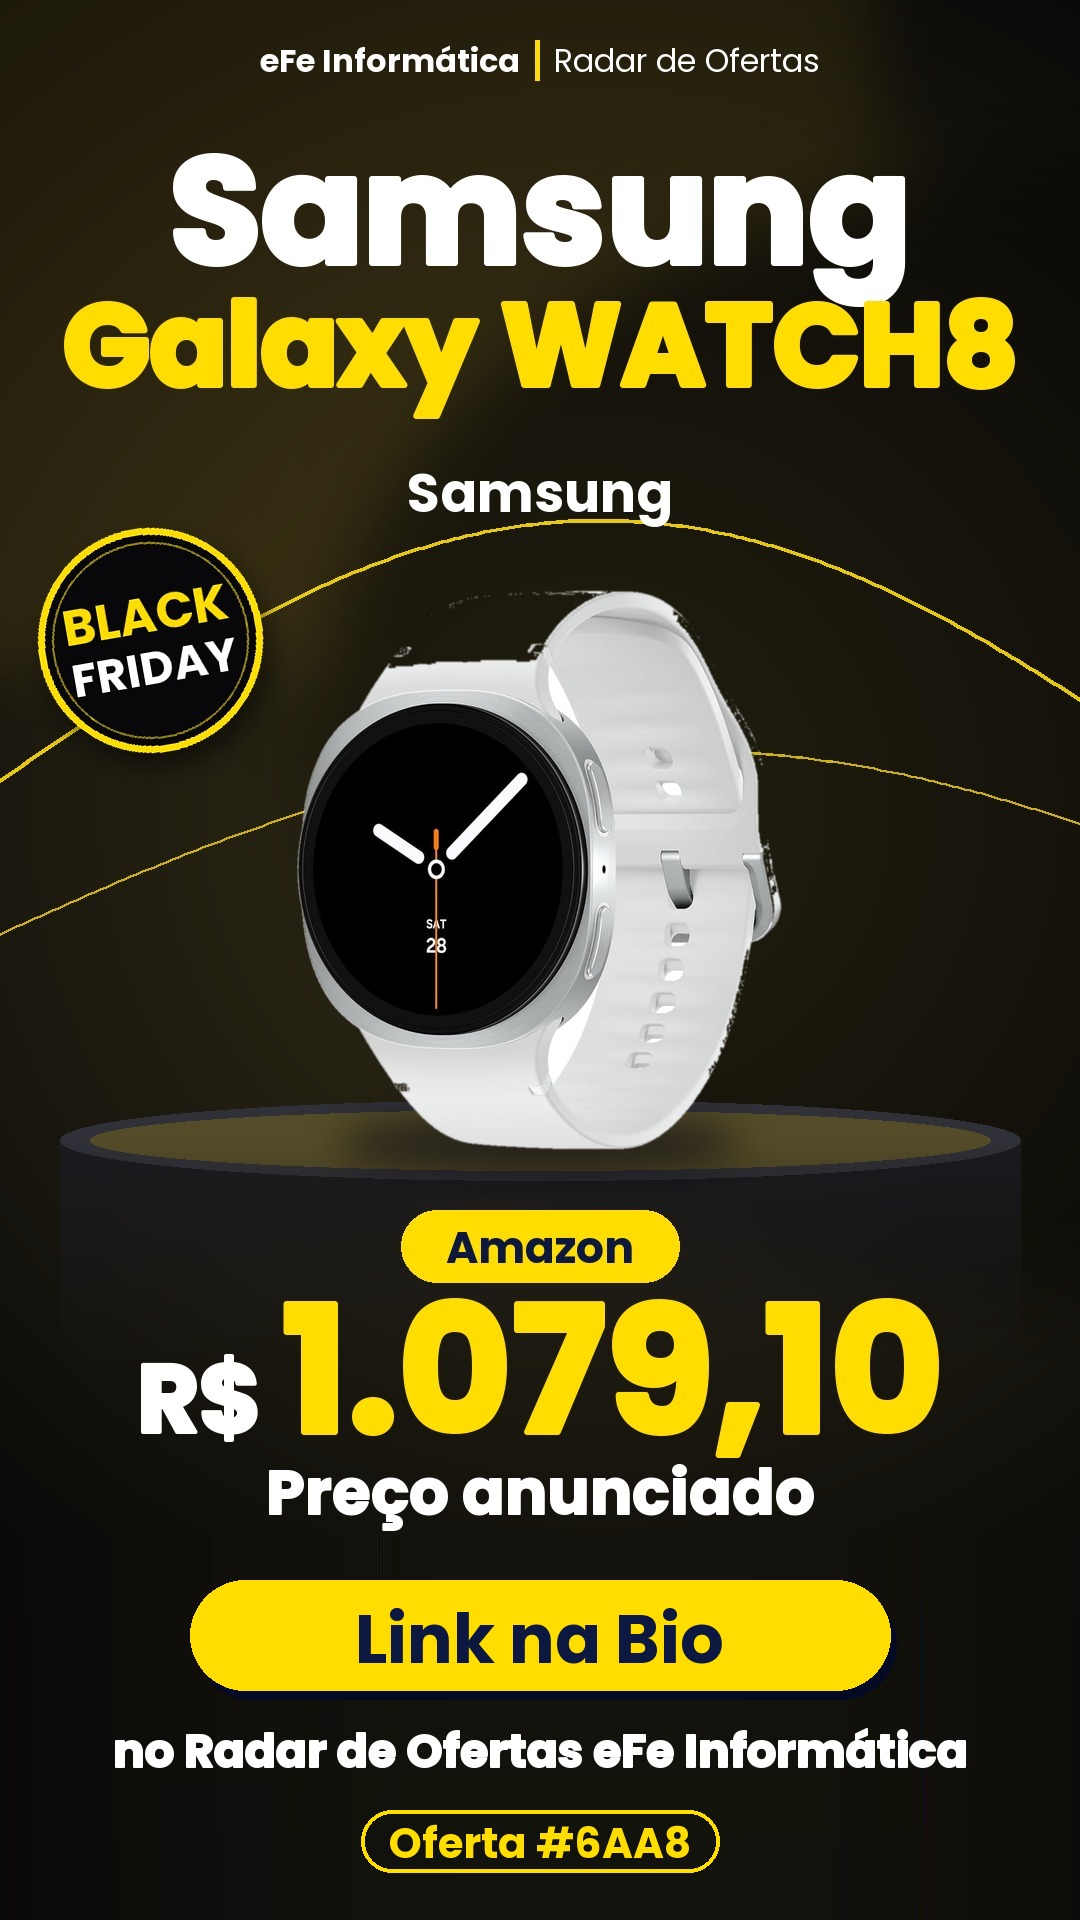 eFe Informática | Radar de Ofertas
Samsung
Galaxy WATCH8
Samsung
BLACK
FRIDAY
SAT
28
Amazon
R$ 1.079,10
Preço anunciado
Link na Bio
no Radar de Ofertas eFe Informática
Oferta #6AA8